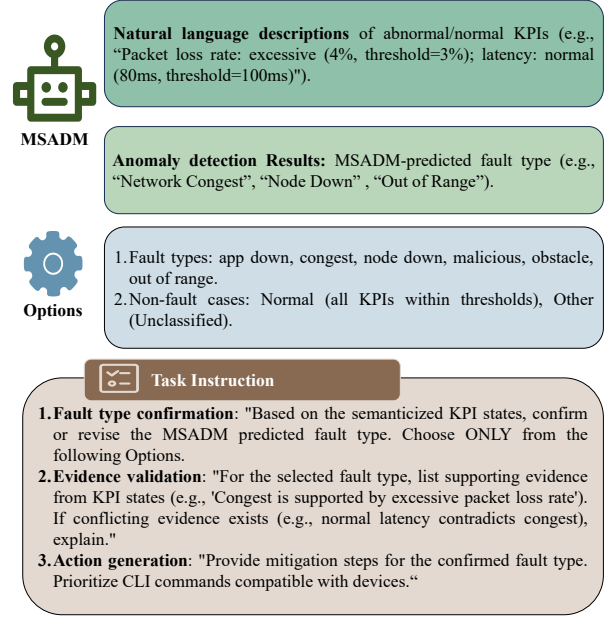 Natural language descriptions of abnormal/normal KPIs (e.g.,
“Packet loss rate: excessive (4%, threshold=3%); latency: normal
(80ms, threshold=100ms)").
MSADM
Anomaly detection Results: MSADM-predicted fault type (e.g.,
“Network Congest”, “Node Down” , “Out of Range”).
Options
1. Fault types: app down, congest, node down, malicious, obstacle,
out of range.
2. Non-fault cases: Normal (all KPIs within thresholds), Other
(Unclassified).
Task Instruction
1. Fault type confirmation: "Based on the semanticized KPI states, confirm
or revise the MSADM predicted fault type. Choose ONLY from the
following Options.
2. Evidence validation: "For the selected fault type, list supporting evidence
from KPI states (e.g., 'Congest is supported by excessive packet loss rate').
If conflicting evidence exists (e.g., normal latency contradicts congest),
explain."
3. Action generation: "Provide mitigation steps for the confirmed fault type.
Prioritize CLI commands compatible with devices.“